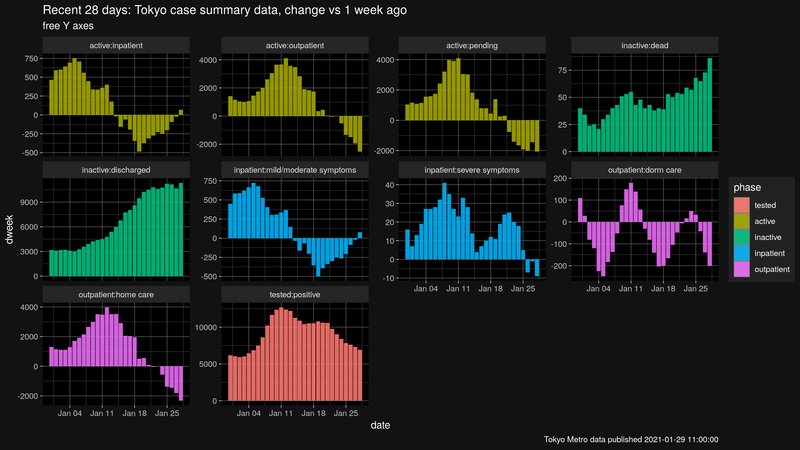 Recent 28 days: Tokyo case summary data, change vs 1 week ago
free Y axes
active:inpatient
active:outpatient
active:pending
inactive:dead
750
500
250
0
-250
-500
4000
2000
0
-2000
4000
2000
0
-2000
75
50
25
0
inactive:discharged
inpatient:mild/moderate symptoms
inpatient:severe symptoms
outpatient:dorm care
9000
6000
3000
0
750
500
250
0
-250
-500
40
30
20
10
0
-10
200
100
0
-100
-200
Jan 04 Jan 11 Jan 18 Jan 25
Jan 04 Jan 11 Jan 18 Jan 25
outpatient:home care
tested:positive
4000
2000
0
-2000
10000
5000
0
Jan 04 Jan 11 Jan 18 Jan 25
Jan 04 Jan 11 Jan 18 Jan 25
dweek
date
phase
tested
active
inactive
inpatient
outpatient
Tokyo Metro data published 2021-01-29 11:00:00